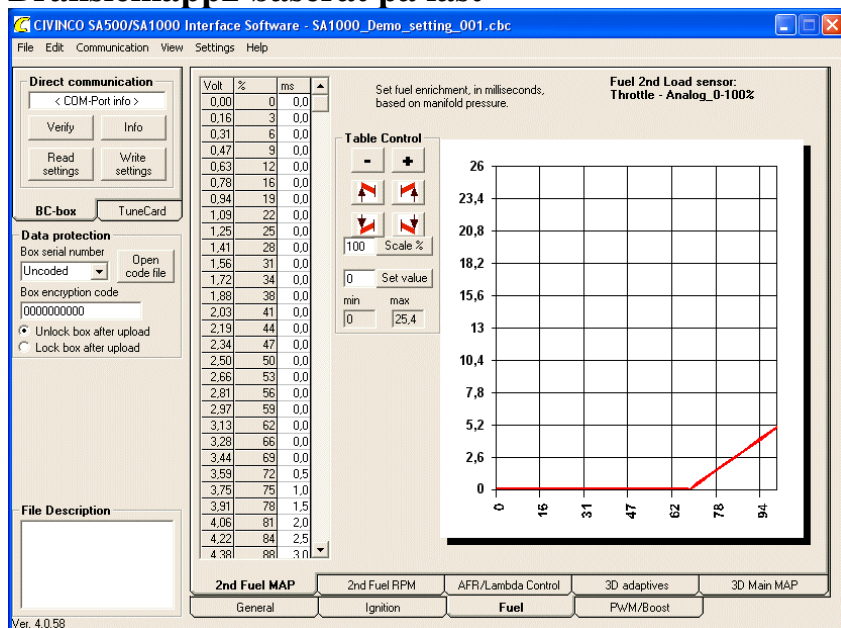 Bränslemapp2 baserat på last
CIVINCO SA500/SA1000 Interface Software - SA1000_Demo_setting_001.cbc
File Edit Communication View Settings Help
Direct communication
< COM-Port info >
Verify Info
Read settings Write settings
BC-box TuneCard
Data protection
Box serial number
Uncoded Open code file
Box encryption code
0000000000
Unlock box after upload
Lock box after upload
File Description
Ver. 4.0.58
Volt % ms
0,00 0 0,0
0,16 3 0,0
0,31 6 0,0
0,47 9 0,0
0,63 12 0,0
0,78 16 0,0
0,94 19 0,0
1,09 22 0,0
1,25 25 0,0
1,41 28 0,0
1,56 31 0,0
1,72 34 0,0
1,88 38 0,0
2,03 41 0,0
2,19 44 0,0
2,34 47 0,0
2,50 50 0,0
2,66 53 0,0
2,81 56 0,0
2,97 59 0,0
3,13 62 0,0
3,28 66 0,0
3,44 69 0,0
3,59 72 0,5
3,75 75 1,0
3,91 78 1,5
4,06 81 2,0
4,22 84 2,5
4,38 88 3,0
Set fuel enrichment, in milliseconds,
based on manifold pressure.
Fuel 2nd Load sensor:
Throttle - Analog_0-100%
Table Control
- +
100 Scale %
0 Set value
min max
0 25,4
26
23,4
20,8
18,2
15,6
13
10,4
7,8
5,2
2,6
0
0 16 31 47 62 78 94
2nd Fuel MAP 2nd Fuel RPM AFR/Lambda Control 3D adaptives 3D Main MAP
General Ignition Fuel PWM/Boost